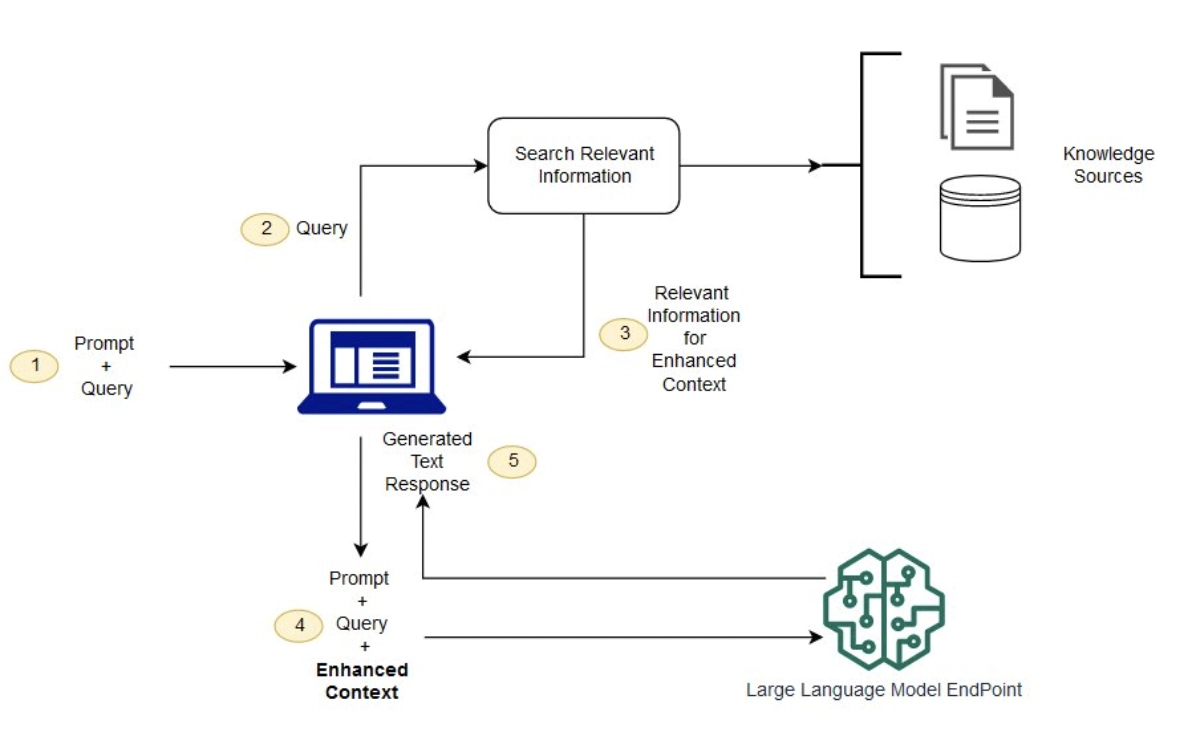 Search Relevant
Information
Knowledge
Sources
2
Query
Relevant
Information
for
Enhanced
Context
3
1
Prompt
+
Query
Generated
Text
Response
5
Prompt
+
4
Query
+
Enhanced
Context
Large Language Model EndPoint